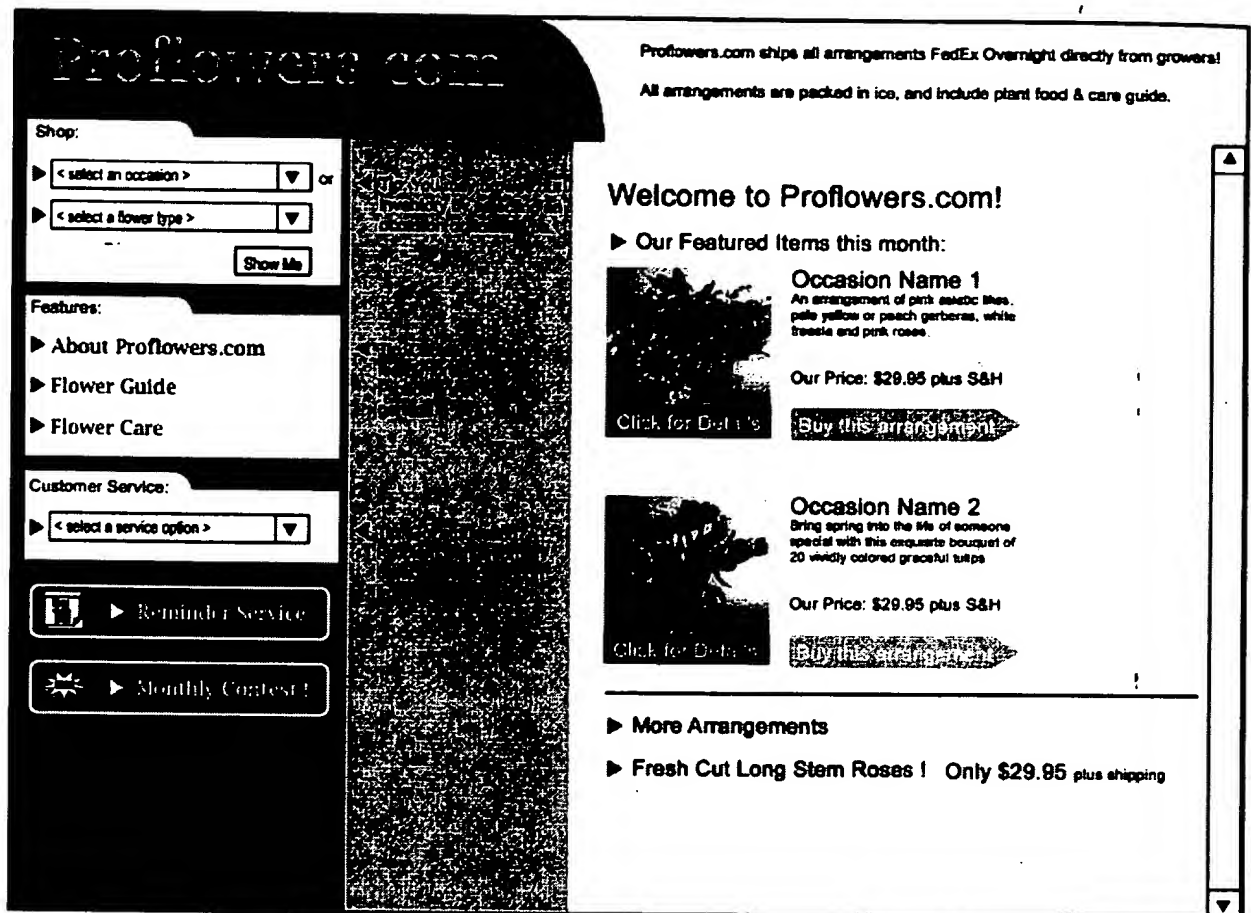 Proflowers com
Proflowers.com ships all arrangements FedEx Overnight directly from growers!
All arrangements are packed in ice, and include plant food & care guide.
Shop:
< select an occasion > or
< select a flower type >
Show Me
Features:
About Proflowers.com
Flower Guide
Flower Care
Customer Service:
< select a service option >
Reminder Service
Monthly Contest !
Welcome to Proflowers.com!
Our Featured Items this month:
Occasion Name 1
An arrangement of pink asiatic lilies,
pale yellow or peach gerberas, white
freesia and pink roses.
Our Price: $29.95 plus S&H
Click for Details
Buy this arrangement
Occasion Name 2
Bring spring into the life of someone
special with this exquisite bouquet of
20 vividly colored graceful tulips
Our Price: $29.95 plus S&H
Click for Details
Buy this arrangement
More Arrangements
Fresh Cut Long Stem Roses ! Only $29.95 plus shipping